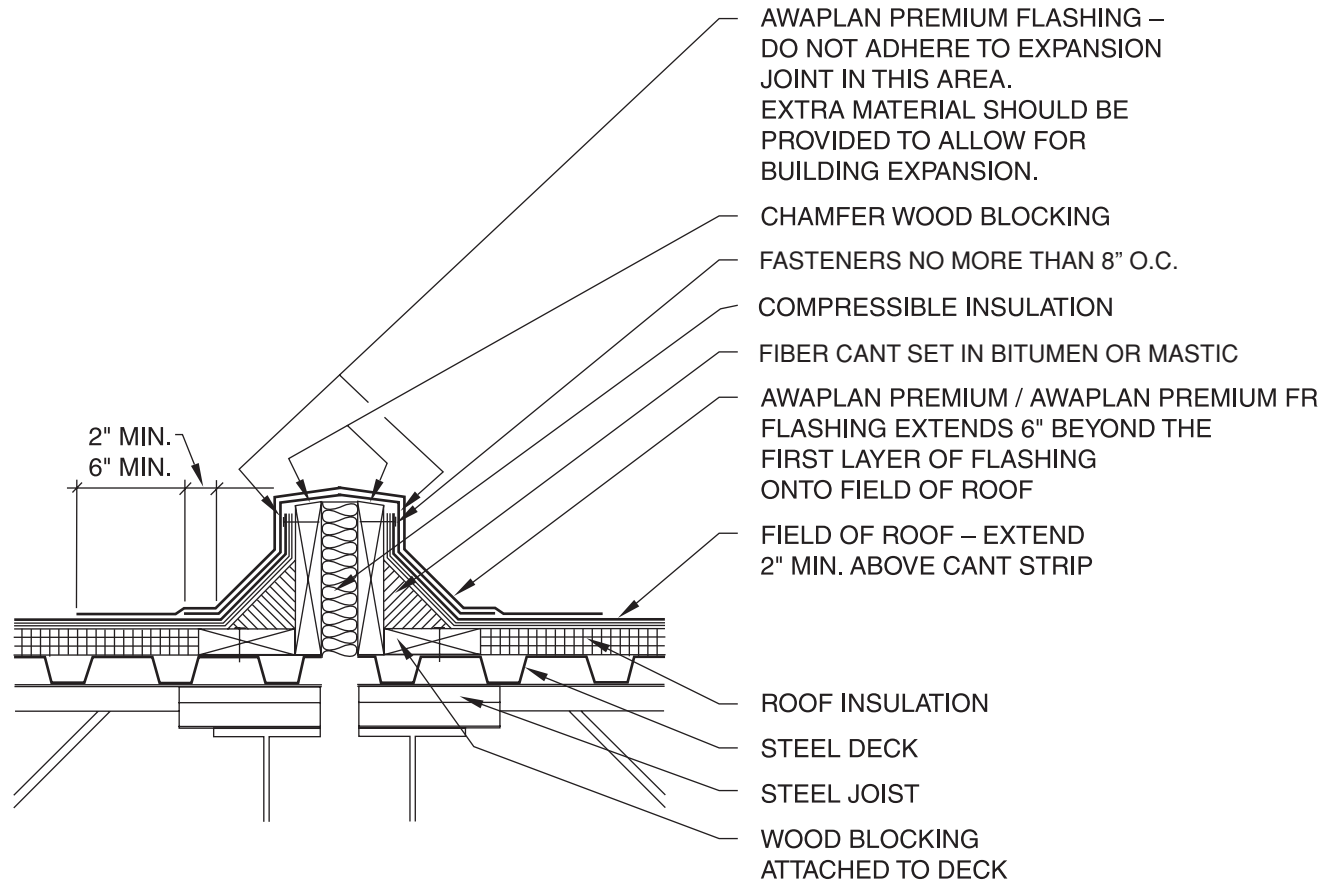 AWAPLAN PREMIUM FLASHING –
DO NOT ADHERE TO EXPANSION
JOINT IN THIS AREA.
EXTRA MATERIAL SHOULD BE
PROVIDED TO ALLOW FOR
BUILDING EXPANSION.
CHAMFER WOOD BLOCKING
FASTENERS NO MORE THAN 8” O.C.
COMPRESSIBLE INSULATION
FIBER CANT SET IN BITUMEN OR MASTIC
AWAPLAN PREMIUM / AWAPLAN PREMIUM FR
FLASHING EXTENDS 6" BEYOND THE
FIRST LAYER OF FLASHING
ONTO FIELD OF ROOF
2" MIN.
6" MIN.
FIELD OF ROOF – EXTEND
2" MIN. ABOVE CANT STRIP
ROOF INSULATION
STEEL DECK
STEEL JOIST
WOOD BLOCKING
ATTACHED TO DECK